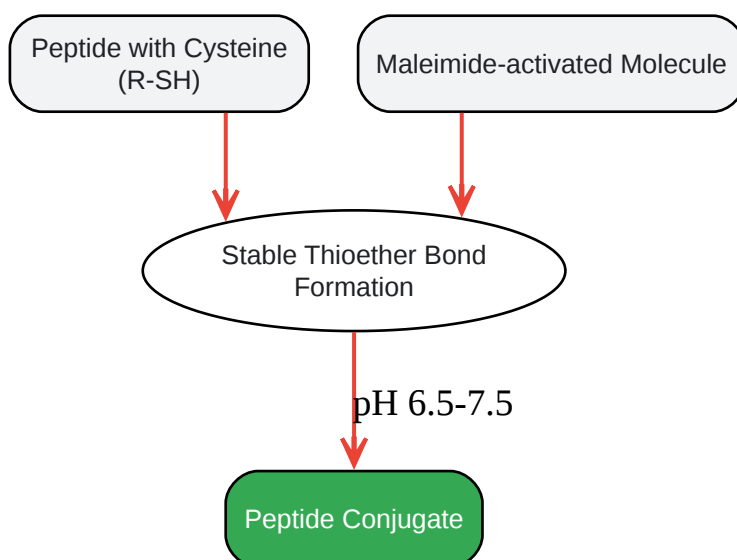 Peptide with Cysteine
(R-SH)
Maleimide-activated Molecule
Stable Thioether Bond
Formation
pH 6.5-7.5
Peptide Conjugate